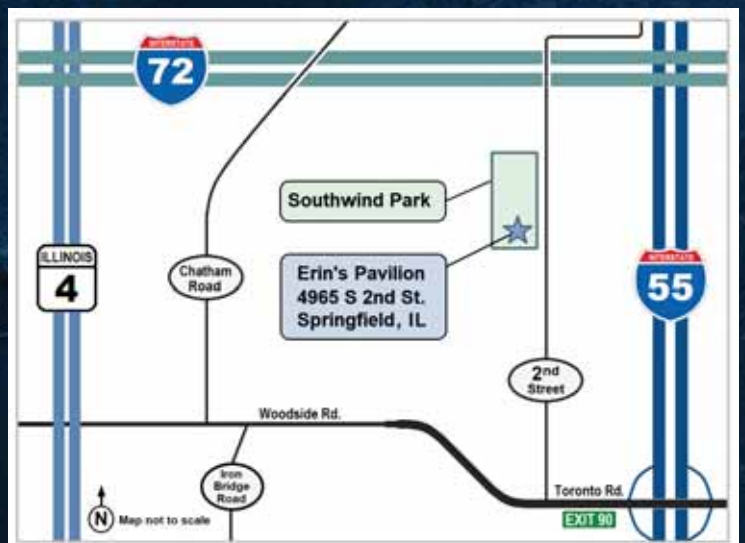 INTERSTATE
72
Southwind Park
ILLINOIS
4
Chatham
Road
Erin's Pavilion
4965 S 2nd St.
Springfield, IL
INTERSTATE
55
2nd
Street
Woodside Rd.
Iron
Bridge
Road
Toronto Rd.
N Map not to scale
EXIT 90